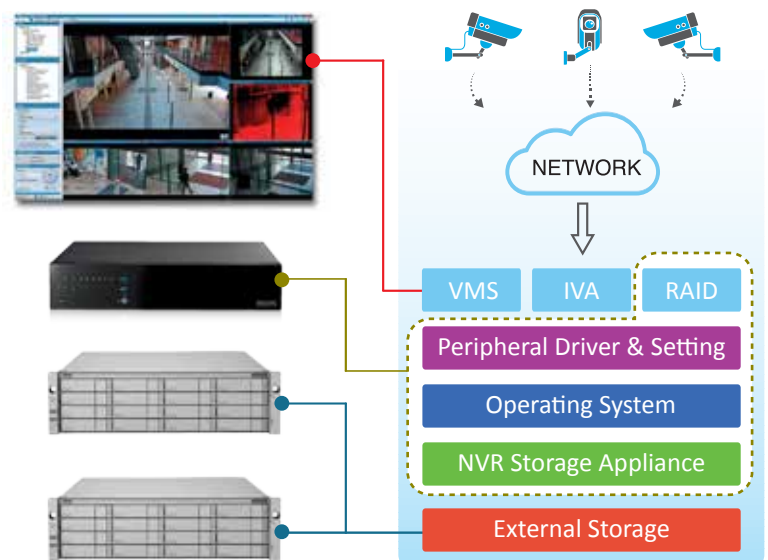 NETWORK
VMS
IVA
RAID
Peripheral Driver & Setting
Operating System
NVR Storage Appliance
External Storage